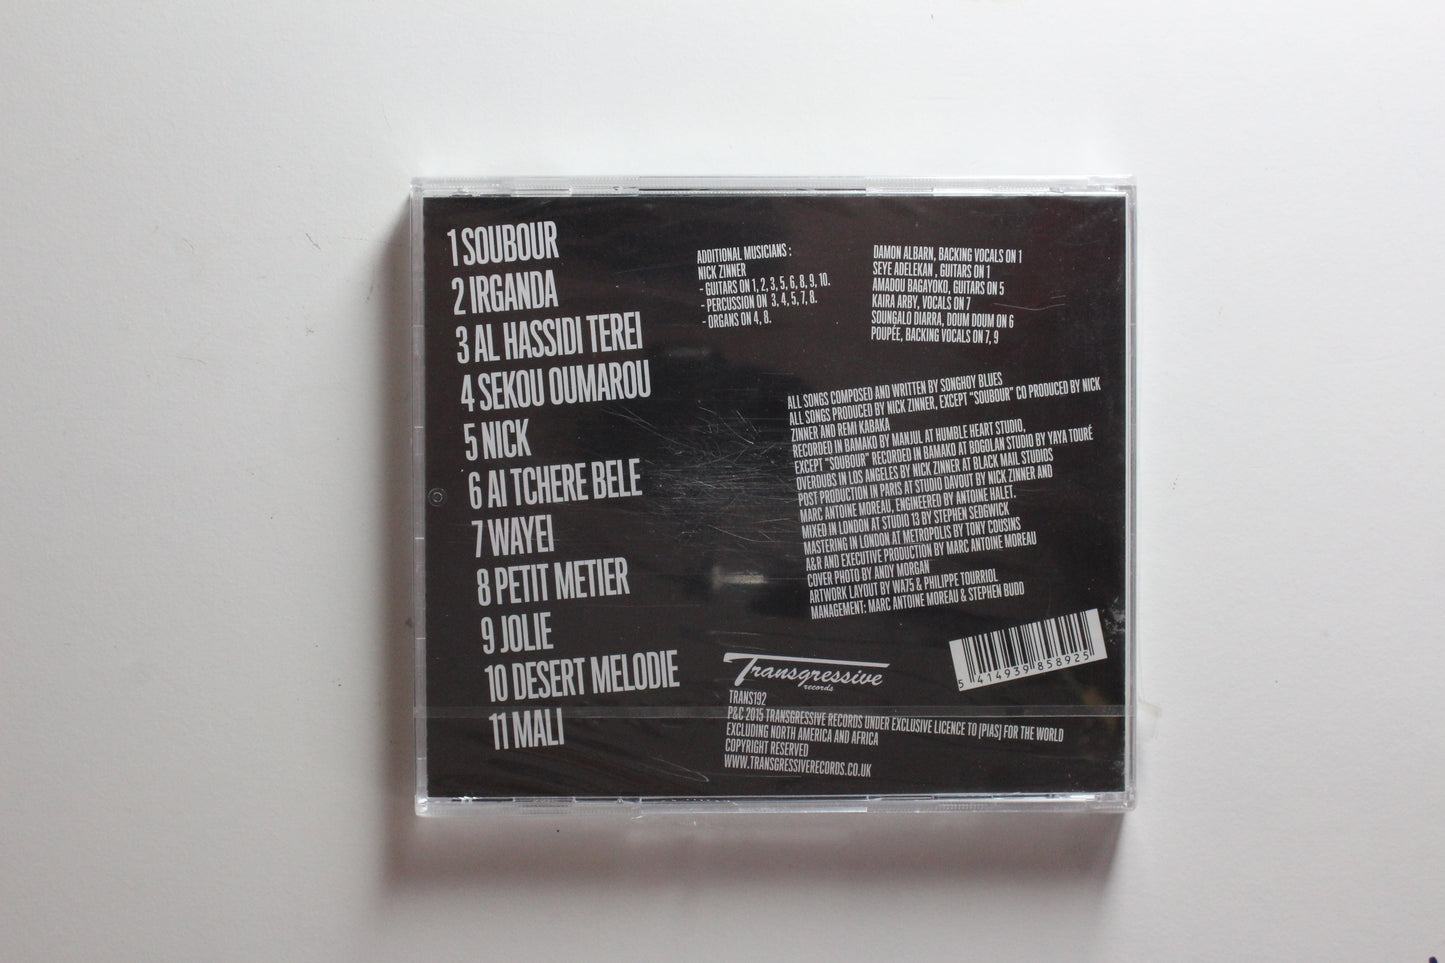 1 SOUBOUR
2 IRGANDA
3 AL HASSIDI TEREI
4 SEKOU OUMAROU
5 NICK
6 AI TCHERE BELE
7 WAYEI
8 PETIT METIER
9 JOLIE
10 DESERT MELODIE
11 MALI
ADDITIONAL MUSICIANS :
NICK ZINNER
- GUITARS ON 1, 2, 3, 5, 6, 8, 9, 10.
- PERCUSSION ON 3, 4, 5, 7, 8.
- ORGANS ON 4, 8.
DAMON ALBARN, BACKING VOCALS ON 1
SEYE ADELEKAN , GUITARS ON 1
AMADOU BAGAYOKO, GUITARS ON 5
KAIRA ARBY, VOCALS ON 7
SOUNGALO DIARRA, DOUM DOUM ON 6
POUPÉE, BACKING VOCALS ON 7, 9
ALL SONGS COMPOSED AND WRITTEN BY SONGHOY BLUES
ALL SONGS PRODUCED BY NICK ZINNER, EXCEPT "SOUBOUR" CO PRODUCED BY NICK
ZINNER AND REMI KABAKA
RECORDED IN BAMAKO BY MANJUL AT HUMBLE HEART STUDIO,
EXCEPT "SOUBOUR" RECORDED IN BAMAKO AT BOGOLAN STUDIO BY YAYA TOURÉ
OVERDUBS IN LOS ANGELES BY NICK ZINNER AT BLACK MAIL STUDIOS
POST PRODUCTION IN PARIS AT STUDIO DAVOUT BY NICK ZINNER AND
MARC ANTOINE MOREAU, ENGINEERED BY ANTOINE HALET.
MIXED IN LONDON AT STUDIO 13 BY STEPHEN SEDGWICK
MASTERING IN LONDON AT METROPOLIS BY TONY COUSINS
A&R AND EXECUTIVE PRODUCTION BY MARC ANTOINE MOREAU
COVER PHOTO BY ANDY MORGAN
ARTWORK LAYOUT BY WA75 & PHILIPPE TOURRIOL
MANAGEMENT: MARC ANTOINE MOREAU & STEPHEN BUDD
5 414939 858925
Transgressive
records
TRANS192
P&C 2015 TRANSGRESSIVE RECORDS UNDER EXCLUSIVE LICENCE TO [PIAS] FOR THE WORLD
EXCLUDING NORTH AMERICA AND AFRICA
COPYRIGHT RESERVED
WWW.TRANSGRESSIVERECORDS.CO.UK